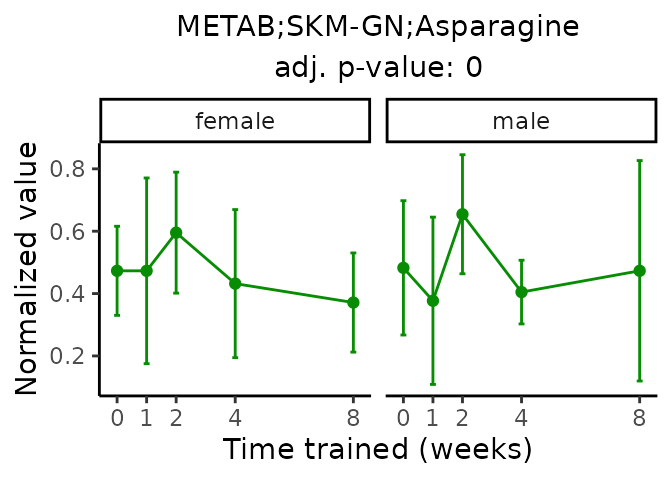 METAB;SKM-GN;Asparagine
adj. p-value: 0
female
male
Normalized value
0.8
0.6
0.4
0.2
0 1 2 4 8
0 1 2 4 8
Time trained (weeks)